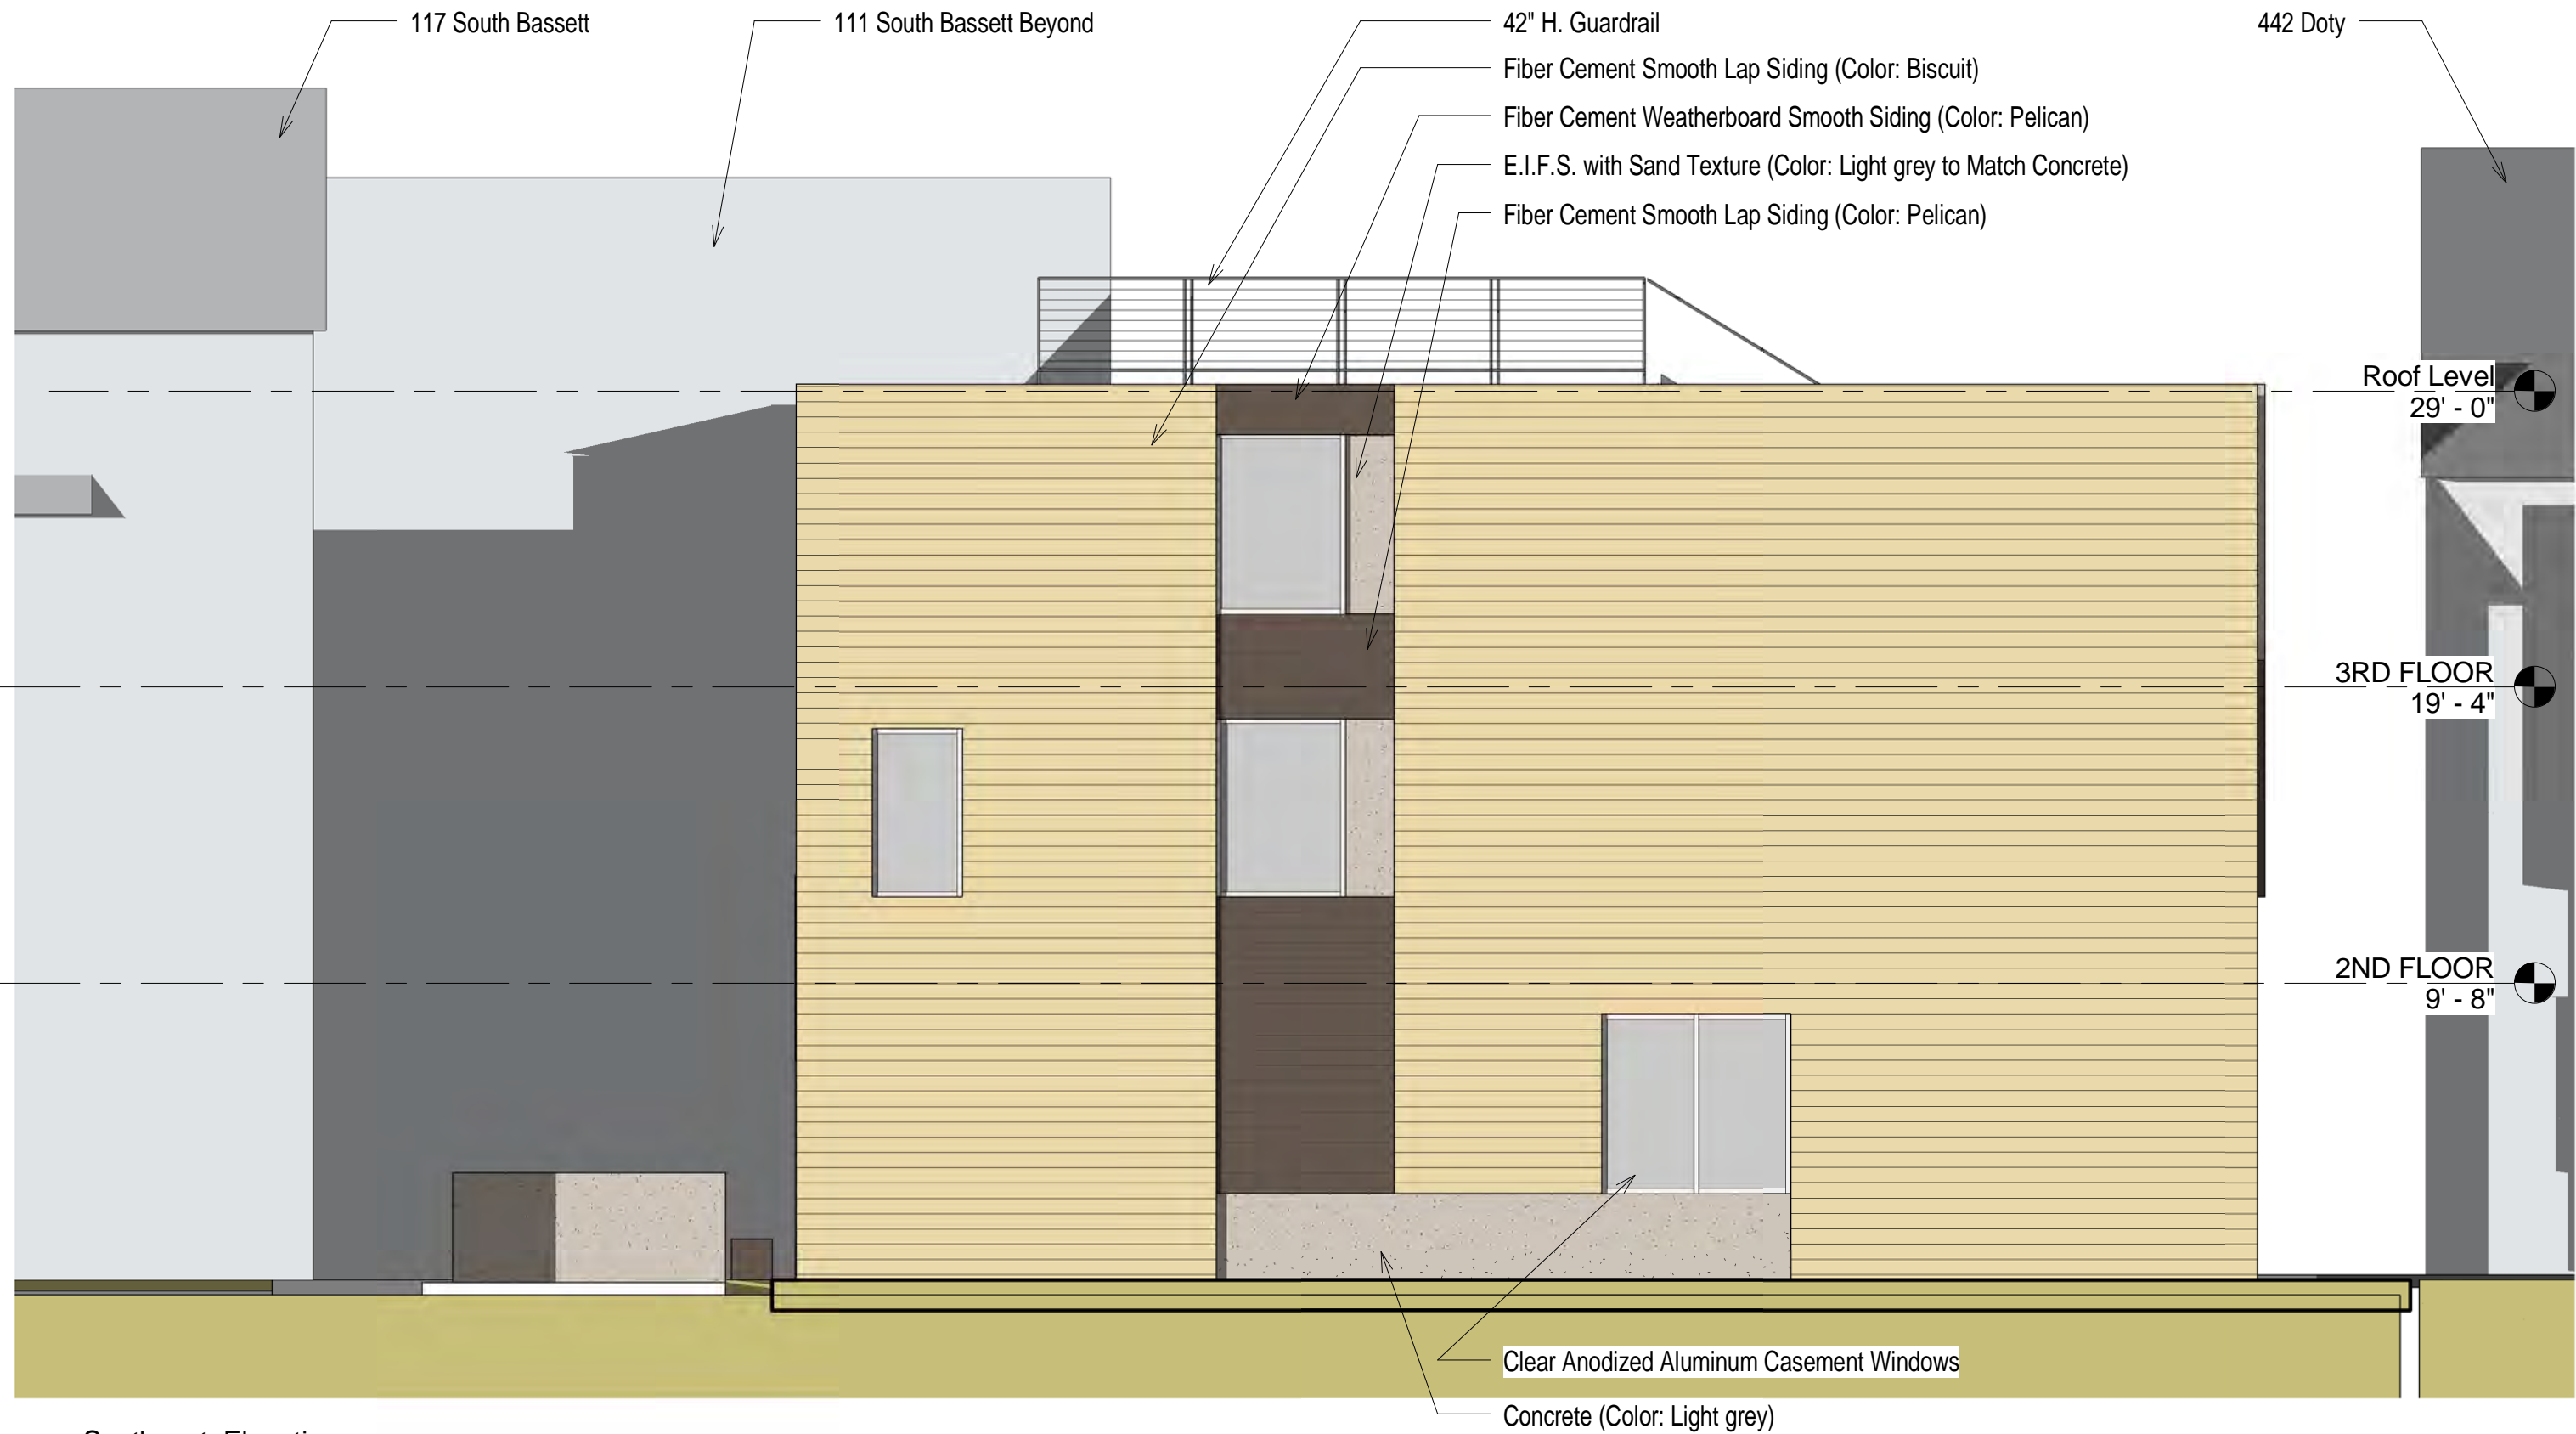 117 South Bassett
111 South Bassett Beyond
42" H. Guardrail
442 Doty
Fiber Cement Smooth Lap Siding (Color: Biscuit)
Fiber Cement Weatherboard Smooth Siding (Color: Pelican)
E.I.F.S. with Sand Texture (Color: Light grey to Match Concrete)
Fiber Cement Smooth Lap Siding (Color: Pelican)
Roof Level
29' - 0"
3RD FLOOR
19' - 4"
2ND FLOOR
9' - 8"
Clear Anodized Aluminum Casement Windows
Concrete (Color: Light grey)